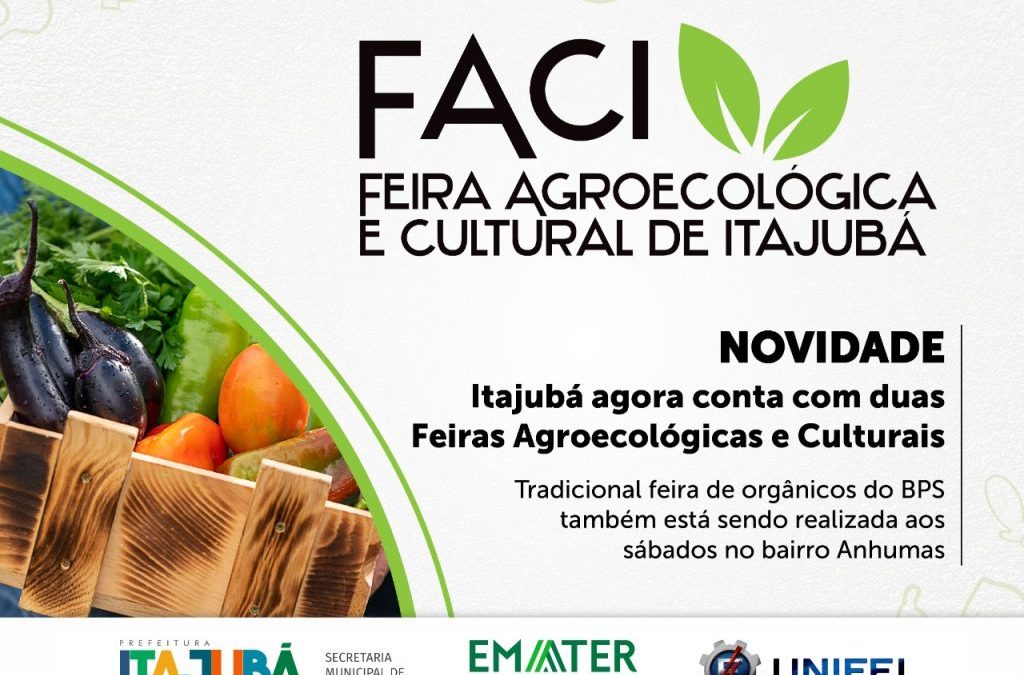 FACI
FEIRA AGROECOLÓGICA
E CULTURAL DE ITAJUBÁ
NOVIDADE
Itajubá agora conta com duas
Feiras Agroecológicas e Culturais
Tradicional feira de orgânicos do BPS
também está sendo realizada aos
sábados no bairro Anhumas
PREFEITURA
ITAJUBÁ
SECRETARIA
MUNICIPAL DE
EMATER
UNIFEI